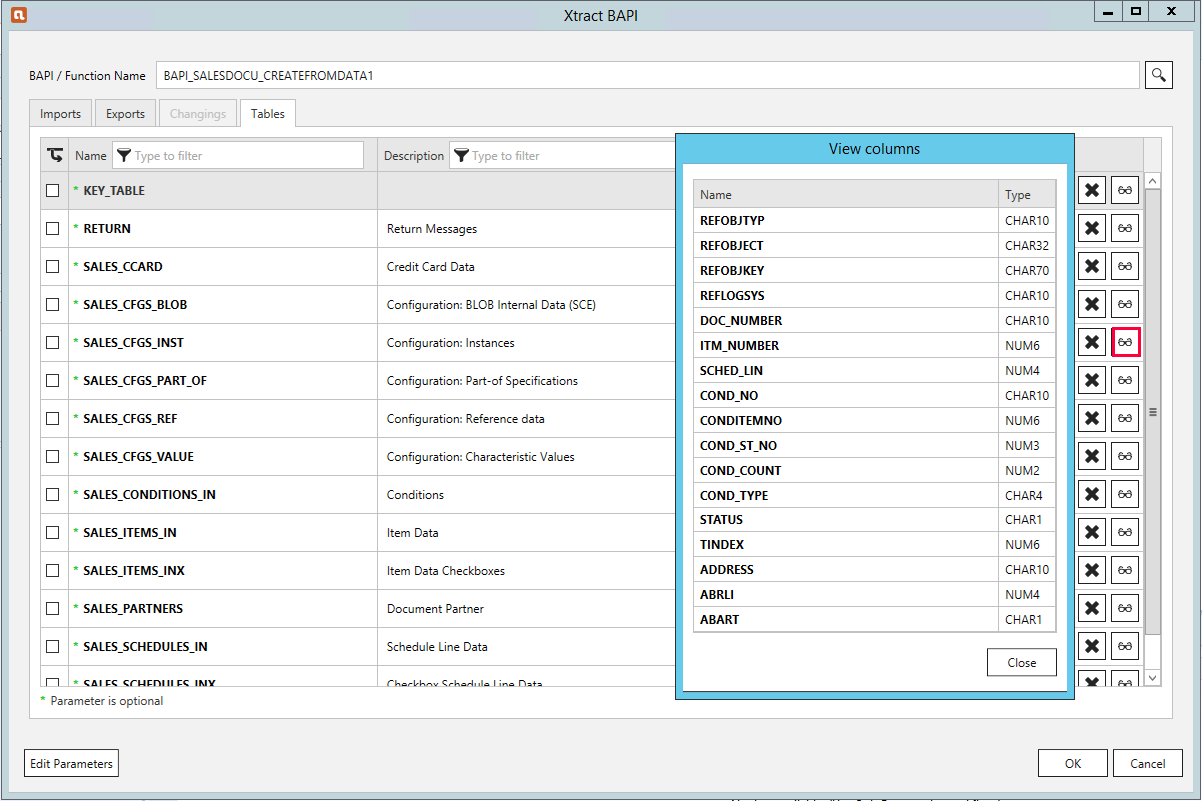 Xtract BAPI
BAPI / Function Name BAPI_SALESDOCU_CREATEFROMDATA1
Imports Exports Changings Tables
Name Type to filter Description Type to filter
* KEY_TABLE
* RETURN Return Messages
* SALES_CCARD Credit Card Data
* SALES_CFGS_BLOB Configuration: BLOB Internal Data (SCE)
* SALES_CFGS_INST Configuration: Instances
* SALES_CFGS_PART_OF Configuration: Part-of Specifications
* SALES_CFGS_REF Configuration: Reference data
* SALES_CFGS_VALUE Configuration: Characteristic Values
* SALES_CONDITIONS_IN Conditions
* SALES_ITEMS_IN Item Data
* SALES_ITEMS_INX Item Data Checkboxes
* SALES_PARTNERS Document Partner
* SALES_SCHEDULES_IN Schedule Line Data
* SALES_SCHEDULES_INX Checkbox Schedule Line Data
* Parameter is optional
View columns
Name Type
REFOBJTYP CHAR10
REFOBJECT CHAR32
REFOBJKEY CHAR70
REFLOGSYS CHAR10
DOC_NUMBER CHAR10
ITM_NUMBER NUM6
SCHED_LIN NUM4
COND_NO CHAR10
CONDITEMNO NUM6
COND_ST_NO NUM3
COND_COUNT NUM2
COND_TYPE CHAR4
STATUS CHAR1
TINDEX NUM6
ADDRESS CHAR10
ABRLI NUM4
ABART CHAR1
Close
Edit Parameters OK Cancel